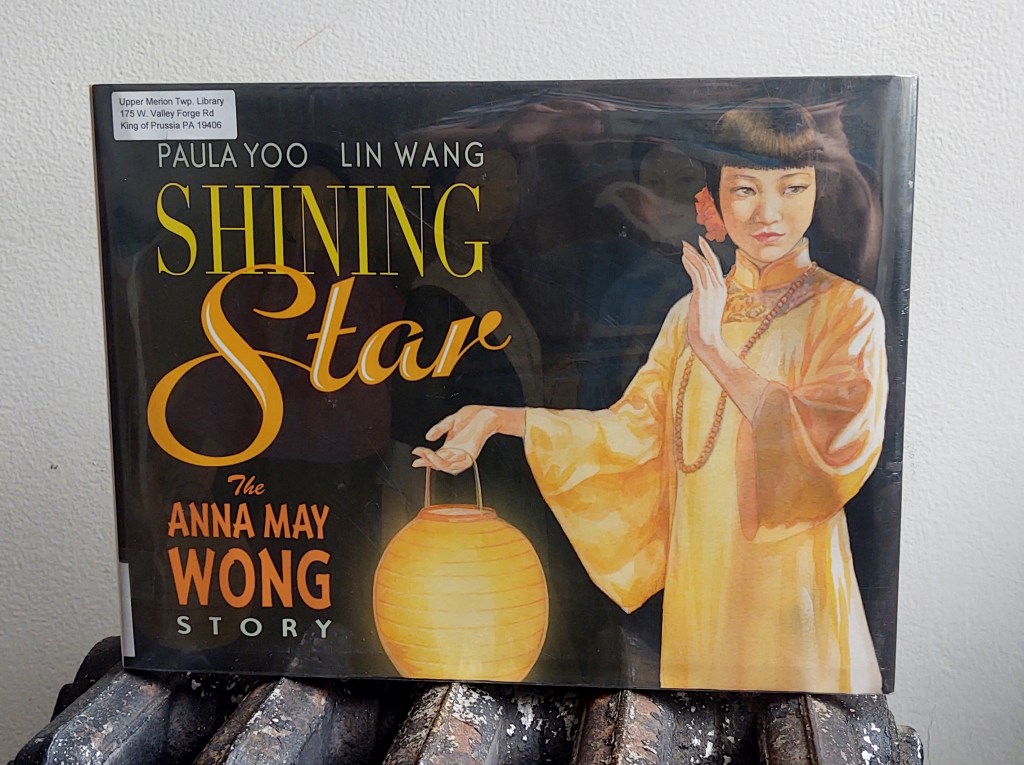 Upper Merion Twp. Library
175 W. Valley Forge Rd
King of Prussia PA 19406
PAULA YOO LIN WANG
SHINING
Star
The
ANNA MAY
WONG
STORY